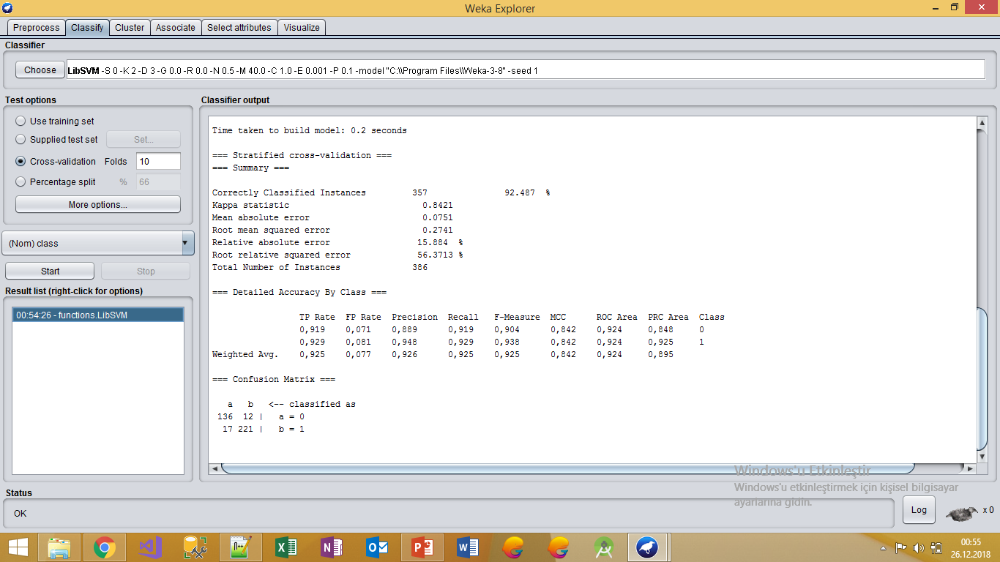 Weka Explorer
Preprocess Classify Cluster Associate Select attributes Visualize
Classifier
Choose LibSVM -S 0 -K 2 -D 3 -G 0.0 -R 0.0 -N 0.5 -M 40.0 -C 1.0 -E 0.001 -P 0.1 -model "C:\\Program Files\\Weka-3-8" -seed 1
Test options
Use training set
Supplied test set Set...
Cross-validation Folds 10
Percentage split % 66
More options...
(Nom) class
Start Stop
Result list (right-click for options)
00:54:26 - functions.LibSVM
Classifier output
Time taken to build model: 0.2 seconds
=== Stratified cross-validation ===
=== Summary ===
Correctly Classified Instances 357 92.487 %
Kappa statistic 0.8421
Mean absolute error 0.0751
Root mean squared error 0.2741
Relative absolute error 15.884 %
Root relative squared error 56.3713 %
Total Number of Instances 386
=== Detailed Accuracy By Class ===
TP Rate FP Rate Precision Recall F-Measure MCC ROC Area PRC Area Class
0,919 0,071 0,889 0,919 0,904 0,842 0,924 0,848 0
0,929 0,081 0,948 0,929 0,938 0,842 0,924 0,925 1
Weighted Avg. 0,925 0,077 0,926 0,925 0,925 0,842 0,924 0,895
=== Confusion Matrix ===
a b <-- classified as
136 12 | a = 0
17 221 | b = 1
Windows'u Etkinleştir
Windows'u etkinleştirmek için kişisel bilgisayar
ayarlarına gidin.
Status
OK
Log
x 0
00:55
26.12.2018